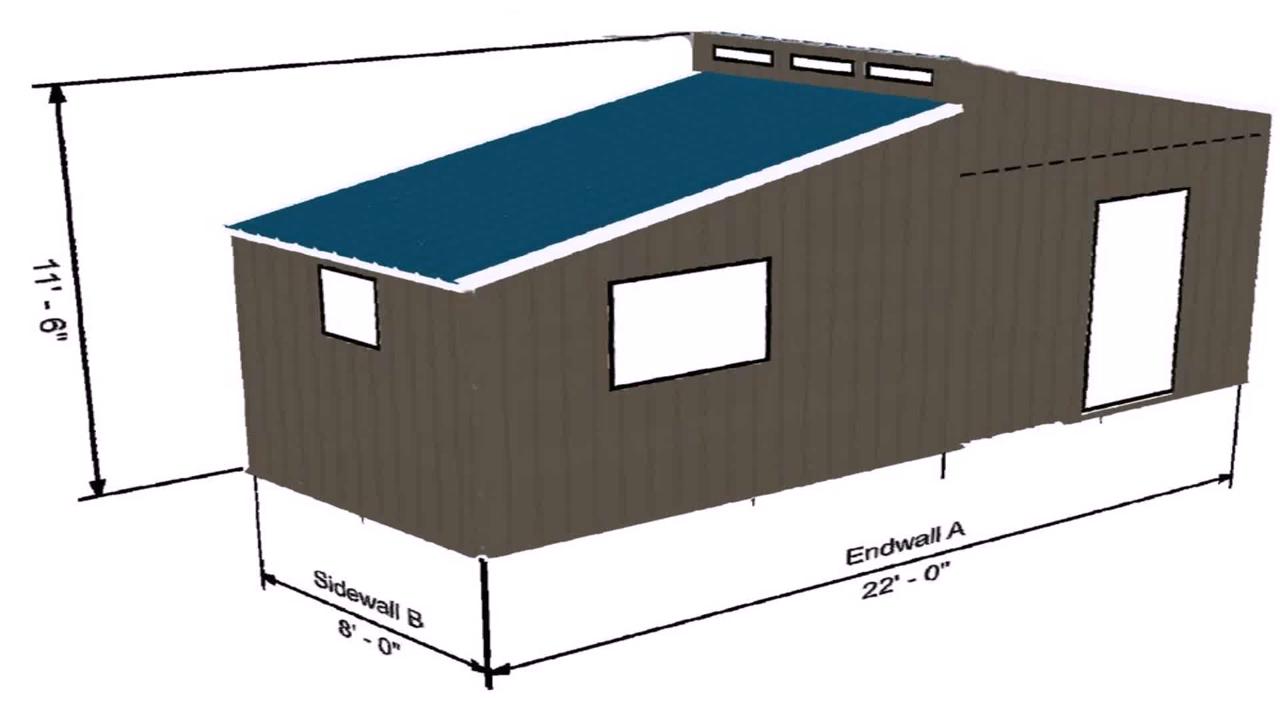 11' - 6"
Sidewall B
8' - 0"
Endwall A
22' - 0"